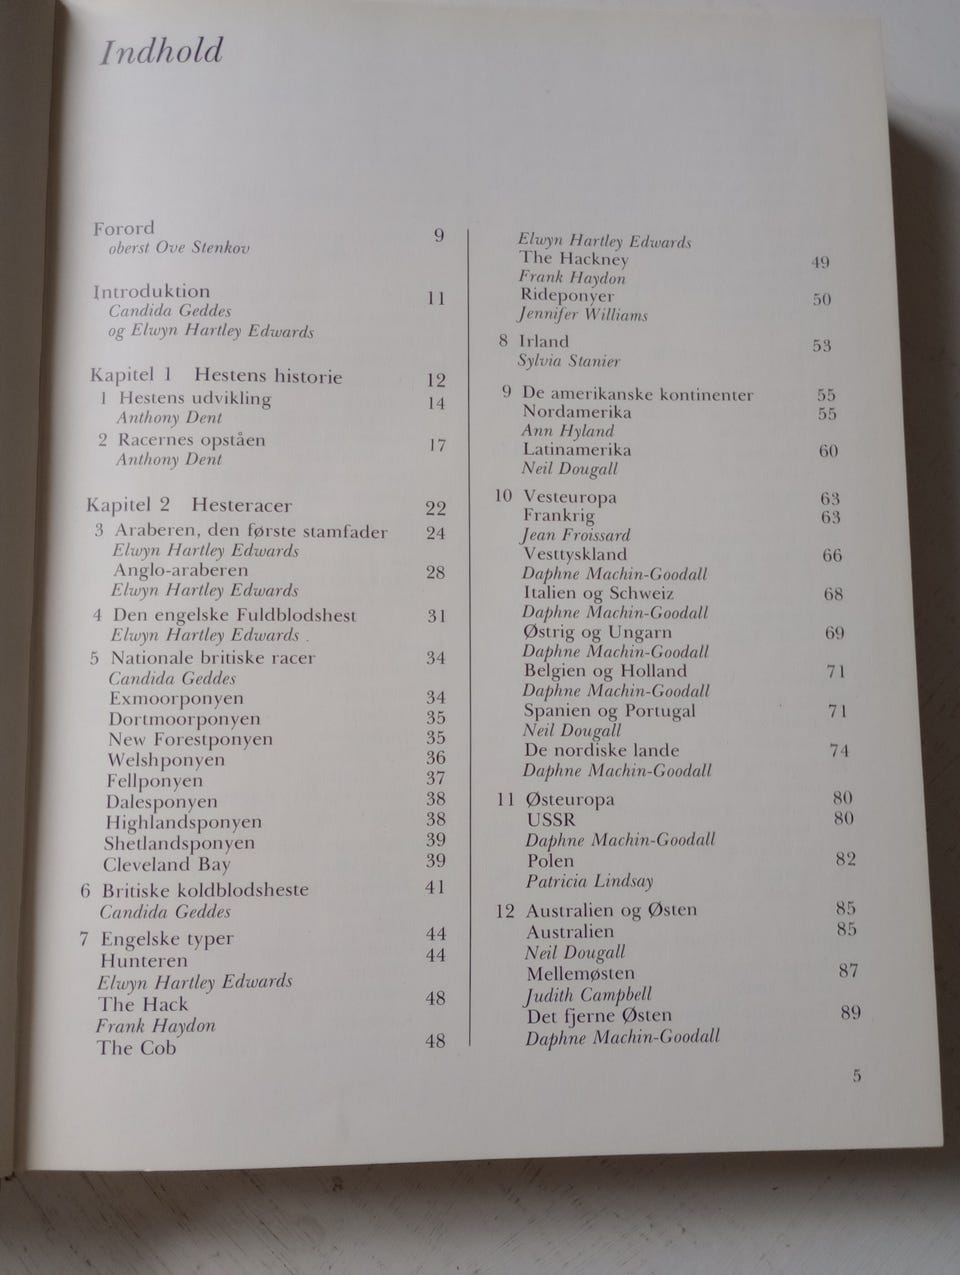 Indhold
Forord 9
oberst Ove Stenkov
Introduktion 11
Candida Geddes
og Elwyn Hartley Edwards
Kapitel 1 Hestens historie 12
1 Hestens udvikling 14
Anthony Dent
2 Racernes opståen 17
Anthony Dent
Kapitel 2 Hesteracer 22
3 Araberen, den første stamfader 24
Elwyn Hartley Edwards
Anglo-araberen 28
Elwyn Hartley Edwards
4 Den engelske Fuldblodshest 31
Elwyn Hartley Edwards .
5 Nationale britiske racer 34
Candida Geddes
Exmoorponyen 34
Dortmoorponyen 35
New Forestponyen 35
Welshponyen 36
Fellponyen 37
Dalesponyen 38
Highlandsponyen 38
Shetlandsponyen 39
Cleveland Bay 39
6 Britiske koldblodsheste 41
Candida Geddes
7 Engelske typer 44
Hunteren 44
Elwyn Hartley Edwards
The Hack 48
Frank Haydon
The Cob 48
Elwyn Hartley Edwards
The Hackney 49
Frank Haydon
Rideponyer 50
Jennifer Williams
8 Irland 53
Sylvia Stanier
9 De amerikanske kontinenter 55
Nordamerika 55
Ann Hyland
Latinamerika 60
Neil Dougall
10 Vesteuropa 63
Frankrig 63
Jean Froissard
Vesttyskland 66
Daphne Machin-Goodall
Italien og Schweiz 68
Daphne Machin-Goodall
Østrig og Ungarn 69
Daphne Machin-Goodall
Belgien og Holland 71
Daphne Machin-Goodall
Spanien og Portugal 71
Neil Dougall
De nordiske lande 74
Daphne Machin-Goodall
11 Østeuropa 80
USSR 80
Daphne Machin-Goodall
Polen 82
Patricia Lindsay
12 Australien og Østen 85
Australien 85
Neil Dougall
Mellemøsten 87
Judith Campbell
Det fjerne Østen 89
Daphne Machin-Goodall
5